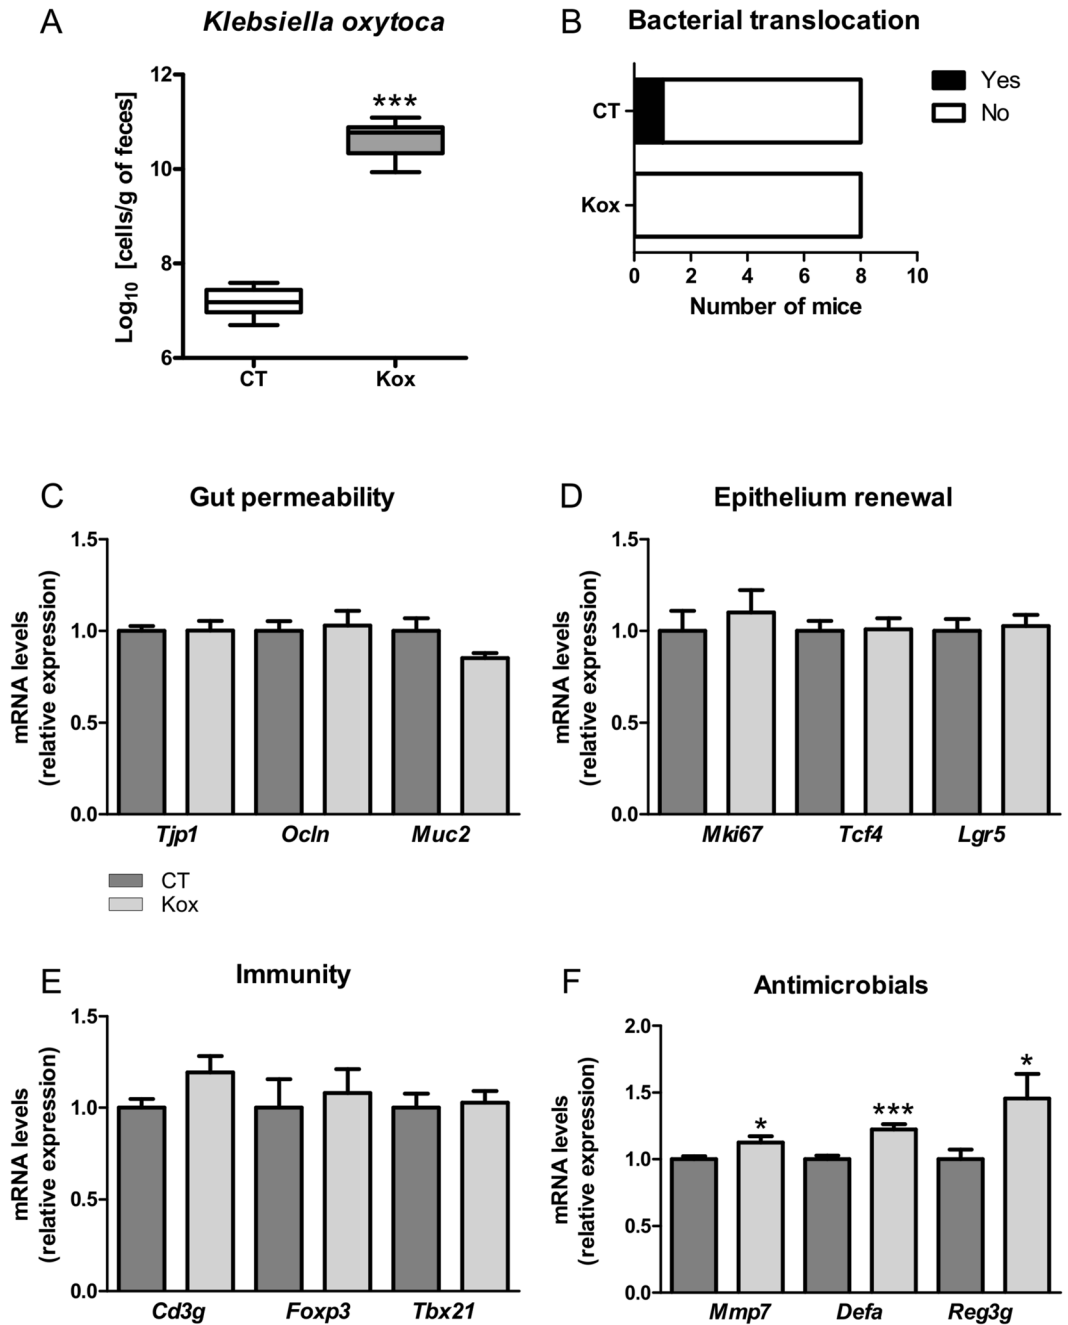 A
Klebsiella oxytoca
Log10 [cells/g of feces]
12
10
8
6
***
CT
Kox
B
Bacterial translocation
CT
Kox
0 2 4 6 8 10
Number of mice
Yes
No
C
Gut permeability
mRNA levels
(relative expression)
1.5
1.0
0.5
0.0
Tjp1 Ocln Muc2
CT
Kox
D
Epithelium renewal
mRNA levels
(relative expression)
1.5
1.0
0.5
0.0
Mki67 Tcf4 Lgr5
E
Immunity
mRNA levels
(relative expression)
1.5
1.0
0.5
0.0
Cd3g Foxp3 Tbx21
F
Antimicrobials
mRNA levels
(relative expression)
2.0
1.5
1.0
0.5
0.0
* *** *
Mmp7 Defa Reg3g